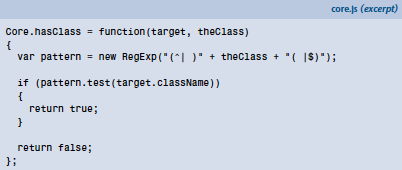 core.js (excerpt)
Core.hasClass = function(target, theClass)
{
  var pattern = new RegExp("(^| )" + theClass + "( |$)");

  if (pattern.test(target.className))
  {
    return true;
  }

  return false;
};